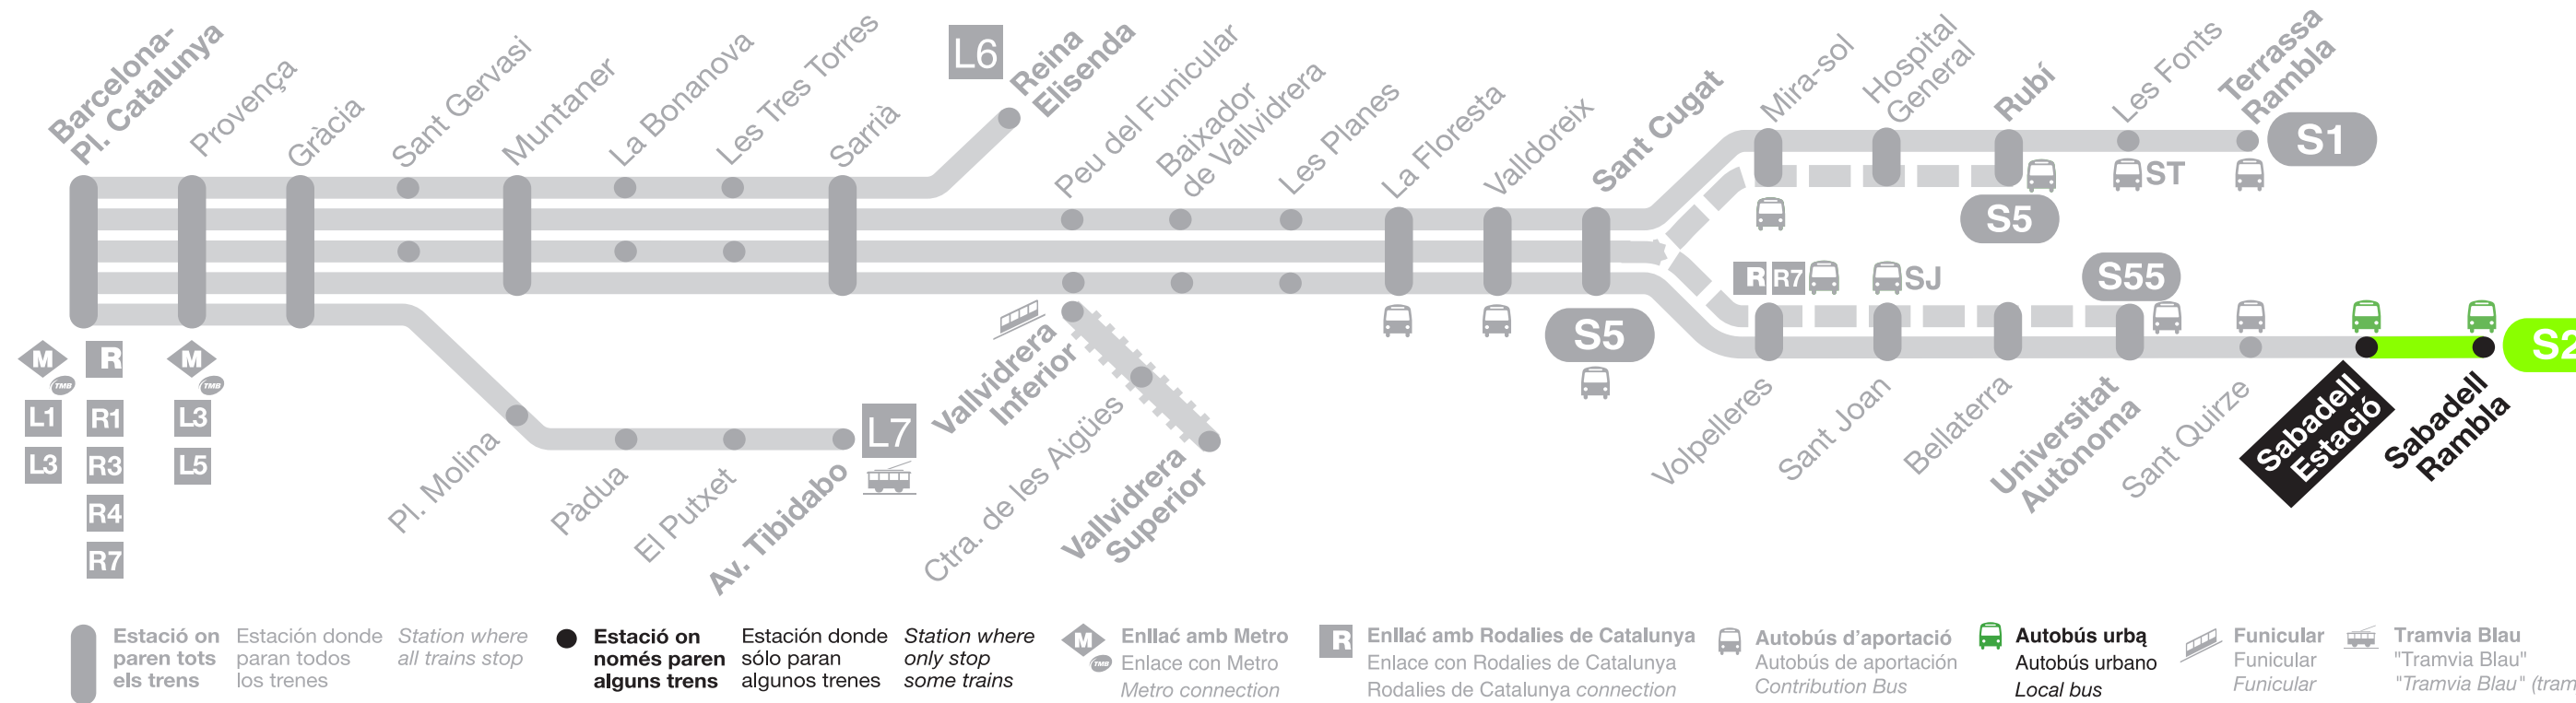 Barcelona-
Pl. Catalunya
Provença
Gràcia
Sant Gervasi
Muntaner
La Bonanova
Les Tres Torres
Sarrià
L6
Reina
Elisenda
Peu del Funicular
Baixador
de Vallvidrera
Les Planes
La Floresta
Valldoreix
Sant Cugat
Mira-sol
Hospital
General
Rubí
Les Fonts
Terrassa
Rambla
S1
ST
S5
R R7
SJ
S55
S5
S2
M
TMB
R
M
TMB
L1
R1
L3
L3
R3
L5
R4
R7
Pl. Molina
Pàdua
El Putxet
Av. Tibidabo
L7
Vallvidrera
Inferior
Ctra. de les Aigües
Vallvidrera
Superior
Volpelleres
Sant Joan
Bellaterra
Universitat
Autònoma
Sant Quirze
Sabadell
Estació
Sabadell
Rambla
Estació on
paren tots
els trens
Estación donde
paran todos
los trenes
Station where
all trains stop
Estació on
només paren
alguns trens
Estación donde
sólo paran
algunos trenes
Station where
only stop
some trains
M
TMB
Enllaç amb Metro
Enlace con Metro
Metro connection
R
Enllaç amb Rodalies de Catalunya
Enlace con Rodalies de Catalunya
Rodalies de Catalunya connection
Autobús d'aportació
Autobús de aportación
Contribution Bus
Autobús urbą
Autobús urbano
Local bus
Funicular
Funicular
Funicular
Tramvia Blau
"Tramvia Blau"
"Tramvia Blau" (tram